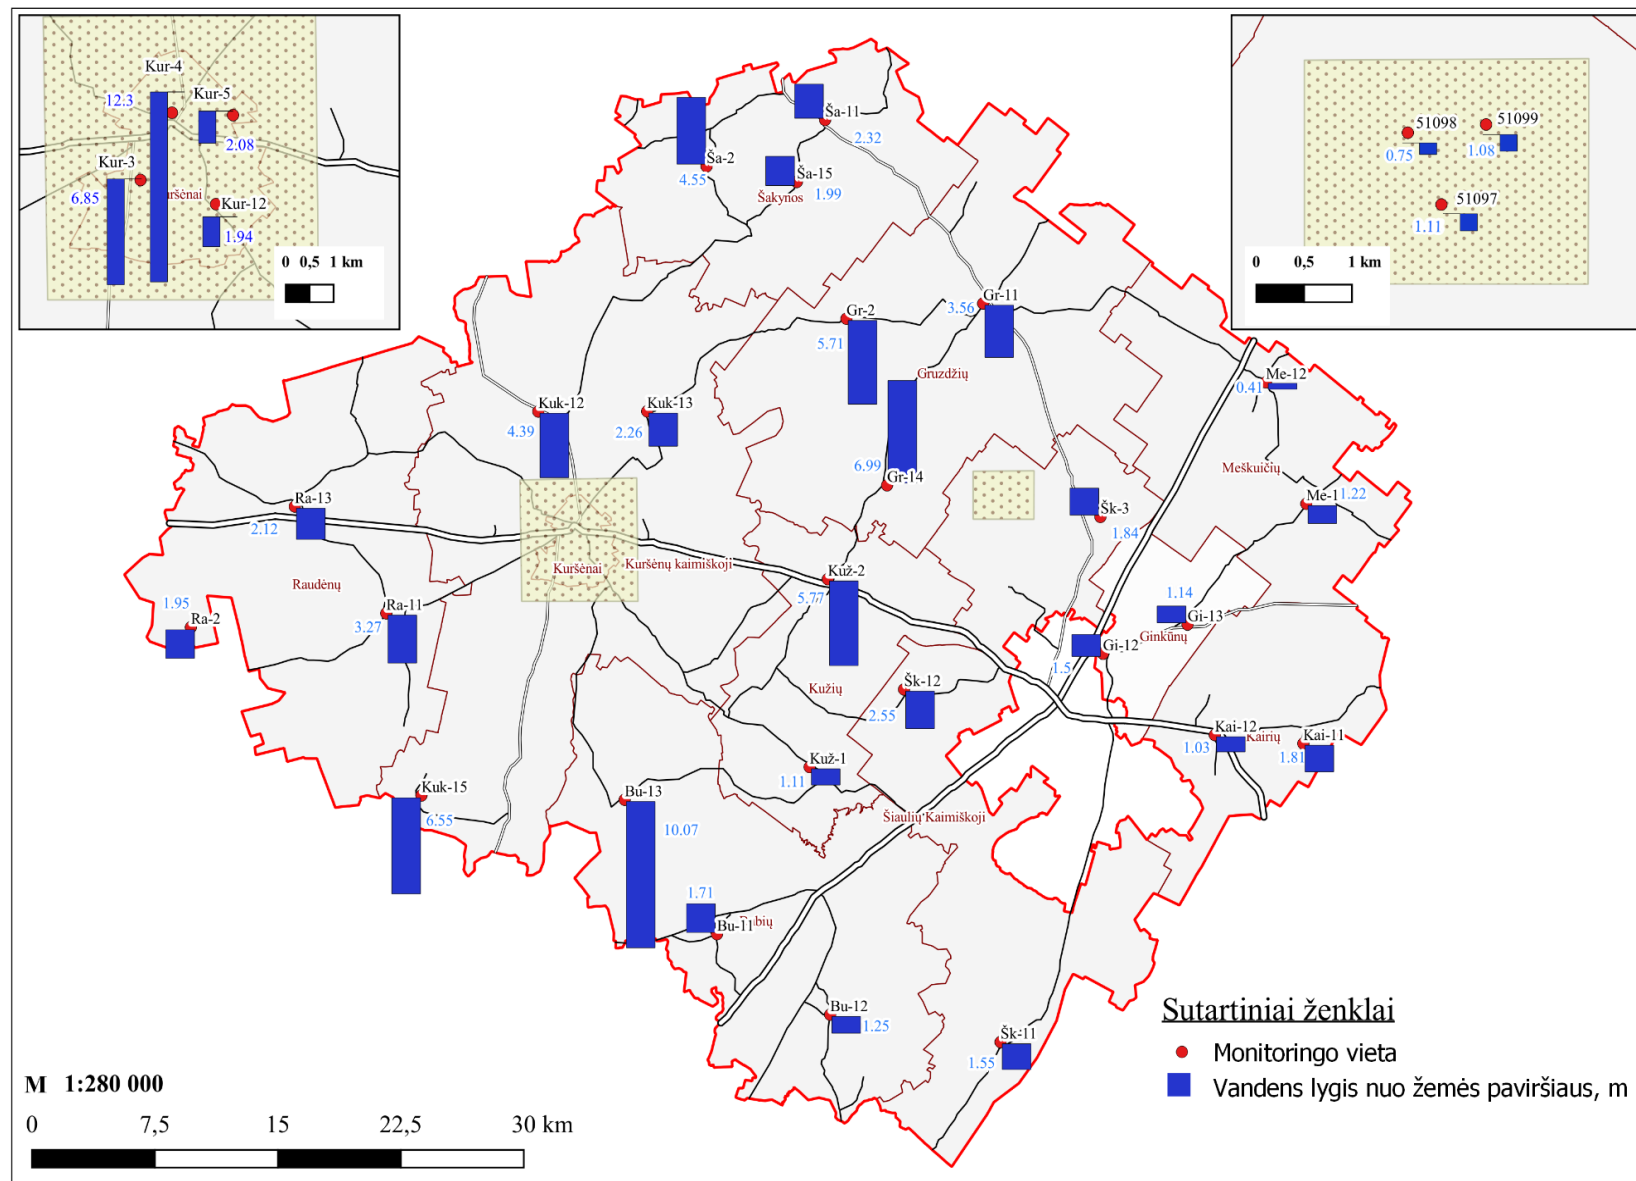 Kur-4
12.3
Kur-5
2.08
Kur-3
6.85
uršėnai
Kur-12
1.94
0 0,5 1 km
51098
0.75
51099
1.08
51097
1.11
0 0,5 1 km
Ša-11
2.32
Ša-2
4.55
Ša-15
1.99
Šakynos
Gr-11
3.56
Gr-2
5.71
Gruzdžių
Me-12
0.41
Kuk-12
4.39
Kuk-13
2.26
6.99
Gr-14
Meškuičių
Ra-13
2.12
Šk-3
1.84
Me-1
1.22
Kuršėnai
Kuršėnų kaimiškoji
Raudėnų
Kuž-2
5.77
1.95
Ra-2
Ra-11
3.27
1.14
Gi-13
Ginkūnų
Gi-12
1.5
Kužių
Šk-12
2.55
Kai-12
1.03
Kairių
Kai-11
1.81
Kuž-1
1.11
Kuk-15
6.55
Bu-13
10.07
Šiaulių Kaimiškoji
1.71
Bu-11
Bubių
Bu-12
1.25
Šk-11
1.55
Sutartiniai ženklai
Monitoringo vieta
Vandens lygis nuo žemės paviršiaus, m
M 1:280 000
0 7,5 15 22,5 30 km